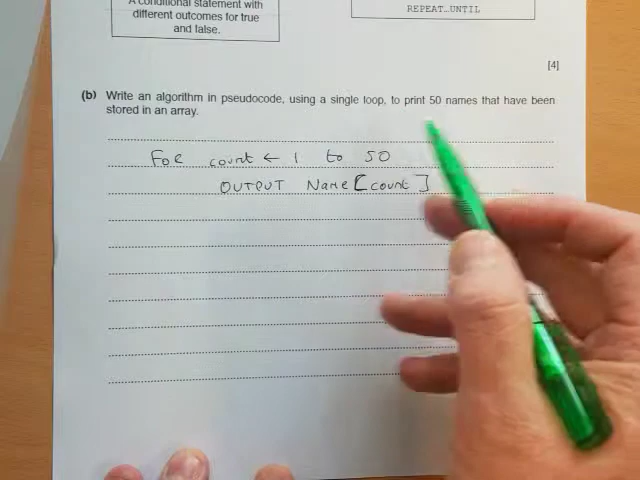 A conditional statement with
different outcomes for true
and false.
REPEAT…UNTIL
[4]
(b) Write an algorithm in pseudocode, using a single loop, to print 50 names that have been
stored in an array.
FOR count ← 1 to 50
OUTPUT Name [count]